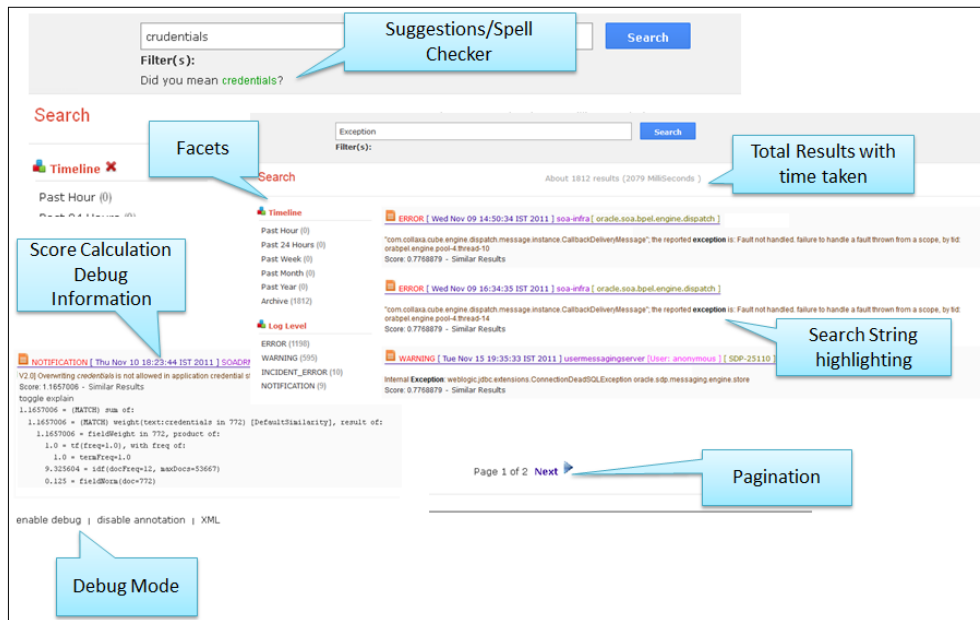 crudentials
Search
Filter(s):
Did you mean credentials?
Suggestions/Spell
Checker
Search
Timeline
Past Hour (0)
Facets
Exception
Search
Filter(s):
Search
About 1812 results (2079 MilliSeconds )
Total Results with
time taken
Timeline
Past Hour (0)
Past 24 Hours (0)
Past Week (0)
Past Month (0)
Past Year (0)
Archive (1812)
Log Level
ERROR (1198)
WARNING (595)
INCIDENT_ERROR (10)
NOTIFICATION (9)
ERROR [ Wed Nov 09 14:50:34 IST 2011 ] soa-infra [ oracle.soa.bpel.engine.dispatch ]
"com.collaxa.cube.engine.dispatch.message.instance.CallbackDeliveryMessage"; the reported exception is: Fault not handled. failure to handle a fault thrown from a scope, by tid:
orabpel.engine.pool-4.thread-10
Score: 0.7768879 - Similar Results
ERROR [ Wed Nov 09 16:34:35 IST 2011 ] soa-infra [ oracle.soa.bpel.engine.dispatch ]
"com.collaxa.cube.engine.dispatch.message.instance.CallbackDeliveryMessage"; the reported exception is: Fault not handled. failure to handle a fault thrown from a scope, by tid:
orabpel.engine.pool-4.thread-14
Score: 0.7768879 - Similar Results
Search String
highlighting
WARNING [ Tue Nov 15 19:35:33 IST 2011 ] usermessagingserver [User: anonymous ] [ SDP-25110 ]
Internal Exception: weblogic.jdbc.extensions.ConnectionDeadSQLException oracle.sdp.messaging.engine.store
Score: 0.7768879 - Similar Results
Score Calculation
Debug
Information
NOTIFICATION [ Thu Nov 10 18:23:44 IST 2011 ] SOADRM
V2.0] Overwriting credentials is not allowed in application credential st
Score: 1.1657006 - Similar Results
toggle explain
1.1657006 = (MATCH) sum of:
1.1657006 = (MATCH) weight(text:credentials in 772) [DefaultSimilarity], result of:
1.1657006 = fieldWeight in 772, product of:
1.0 = tf(freq=1.0), with freq of:
1.0 = termFreq=1.0
9.325604 = idf(docFreq=12, maxDocs=53667)
0.125 = fieldNorm(doc=772)
Page 1 of 2 Next
Pagination
enable debug | disable annotation | XML
Debug Mode